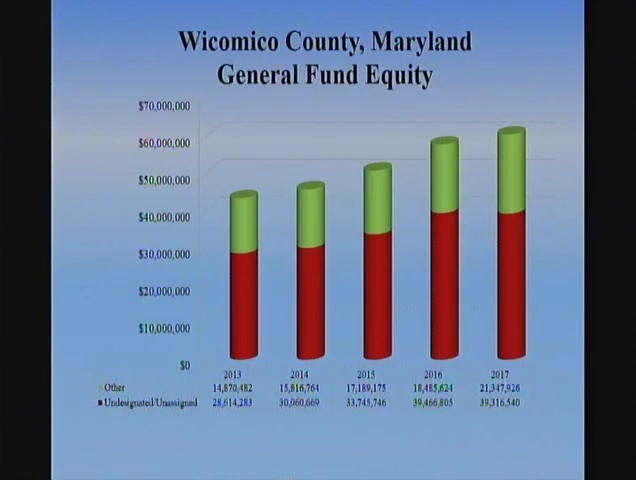 Wicomico County, Maryland
General Fund Equity
$70,000,000
$60,000,000
$50,000,000
$40,000,000
$30,000,000
$20,000,000
$10,000,000
$0
2013 2014 2015 2016 2017
Other 14,870,482 15,816,764 17,189,175 18,485,624 21,347,926
Undesignated/Unassigned 28,614,283 30,060,669 33,745,746 39,466,805 39,316,540